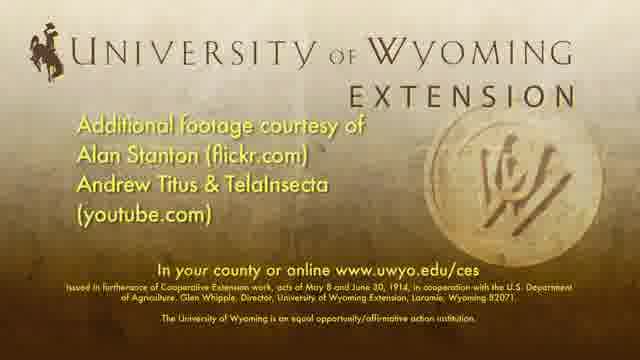 UNIVERSITY OF WYOMING
EXTENSION
Additional footage courtesy of
Alan Stanton (flickr.com)
Andrew Titus & TelaInsecta
(youtube.com)
In your county or online www.uwyo.edu/ces
Issued in furtherance of Cooperative Extension work, acts of May 8 and June 30, 1914, in cooperation with the U.S. Department
of Agriculture. Glen Whipple, Director, University of Wyoming Extension, Laramie, Wyoming 82071.
The University of Wyoming is an equal opportunity/affirmative action institution.